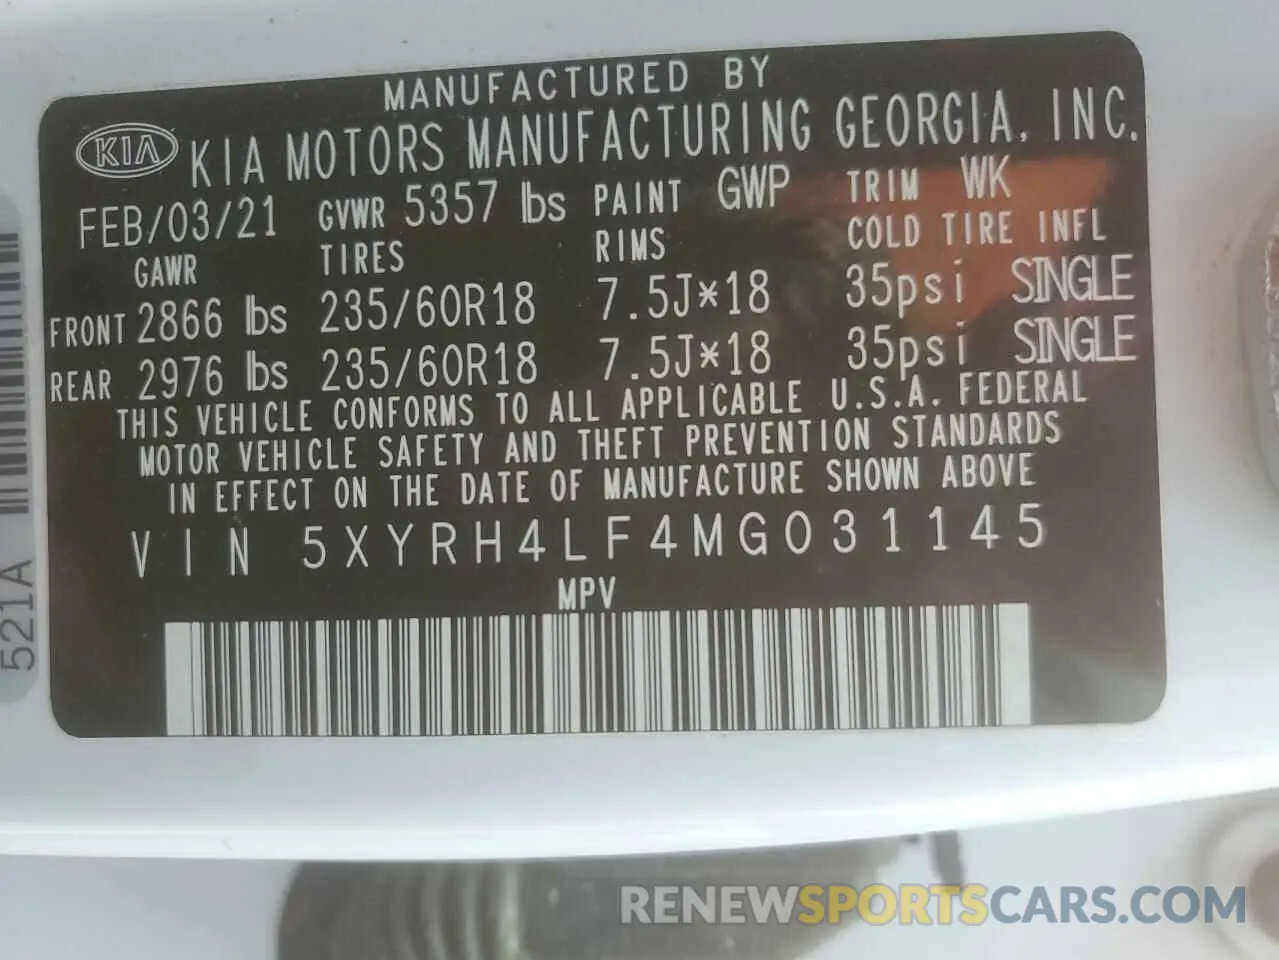 MANUFACTURED BY
KIA KIA MOTORS MANUFACTURING GEORGIA, INC.
FEB/03/21 GVWR 5357 lbs PAINT GWP TRIM WK
GAWR TIRES RIMS COLD TIRE INFL
FRONT 2866 lbs 235/60R18 7.5J*18 35psi SINGLE
REAR 2976 lbs 235/60R18 7.5J*18 35psi SINGLE
THIS VEHICLE CONFORMS TO ALL APPLICABLE U.S.A. FEDERAL
MOTOR VEHICLE SAFETY AND THEFT PREVENTION STANDARDS
IN EFFECT ON THE DATE OF MANUFACTURE SHOWN ABOVE
VIN 5XYRH4LF4MG031145
MPV
521A
RENEWSPORTSCARS.COM